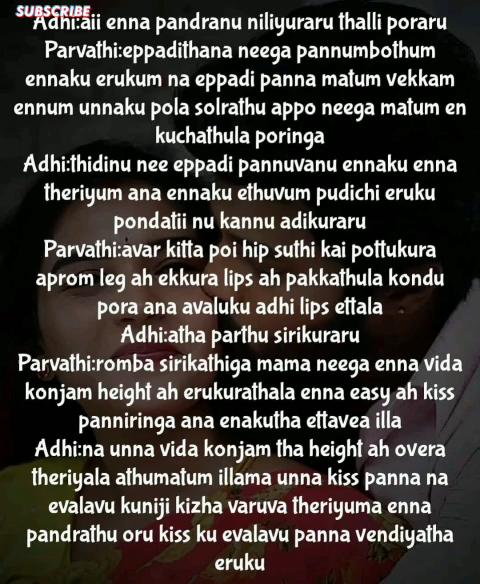 SUBSCRIBE
Adhi:aii enna pandranu niliyuraru thalli poraru
Parvathi:eppadithana neega pannumbothum
ennaku erukum na eppadi panna matum vekkam
ennum unnaku pola solrathu appo neega matum en
kuchathula poringa
Adhi:thidinu nee eppadi pannuvanu ennaku enna
theriyum ana ennaku ethuvum pudichi eruku
pondatii nu kannu adikuraru
Parvathi:avar kitta poi hip suthi kai pottukura
aprom leg ah ekkura lips ah pakkathula kondu
pora ana avaluku adhi lips ettala
Adhi:atha parthu sirikuraru
Parvathi:romba sirikathiga mama neega enna vida
konjam height ah erukurathala enna easy ah kiss
panniringa ana enakutha ettavea illa
Adhi:na unna vida konjam tha height ah overa
theriyala athumatum illama unna kiss panna na
evalavu kuniji kizha varuva theriyuma enna
pandrathu oru kiss ku evalavu panna vendiyatha
eruku